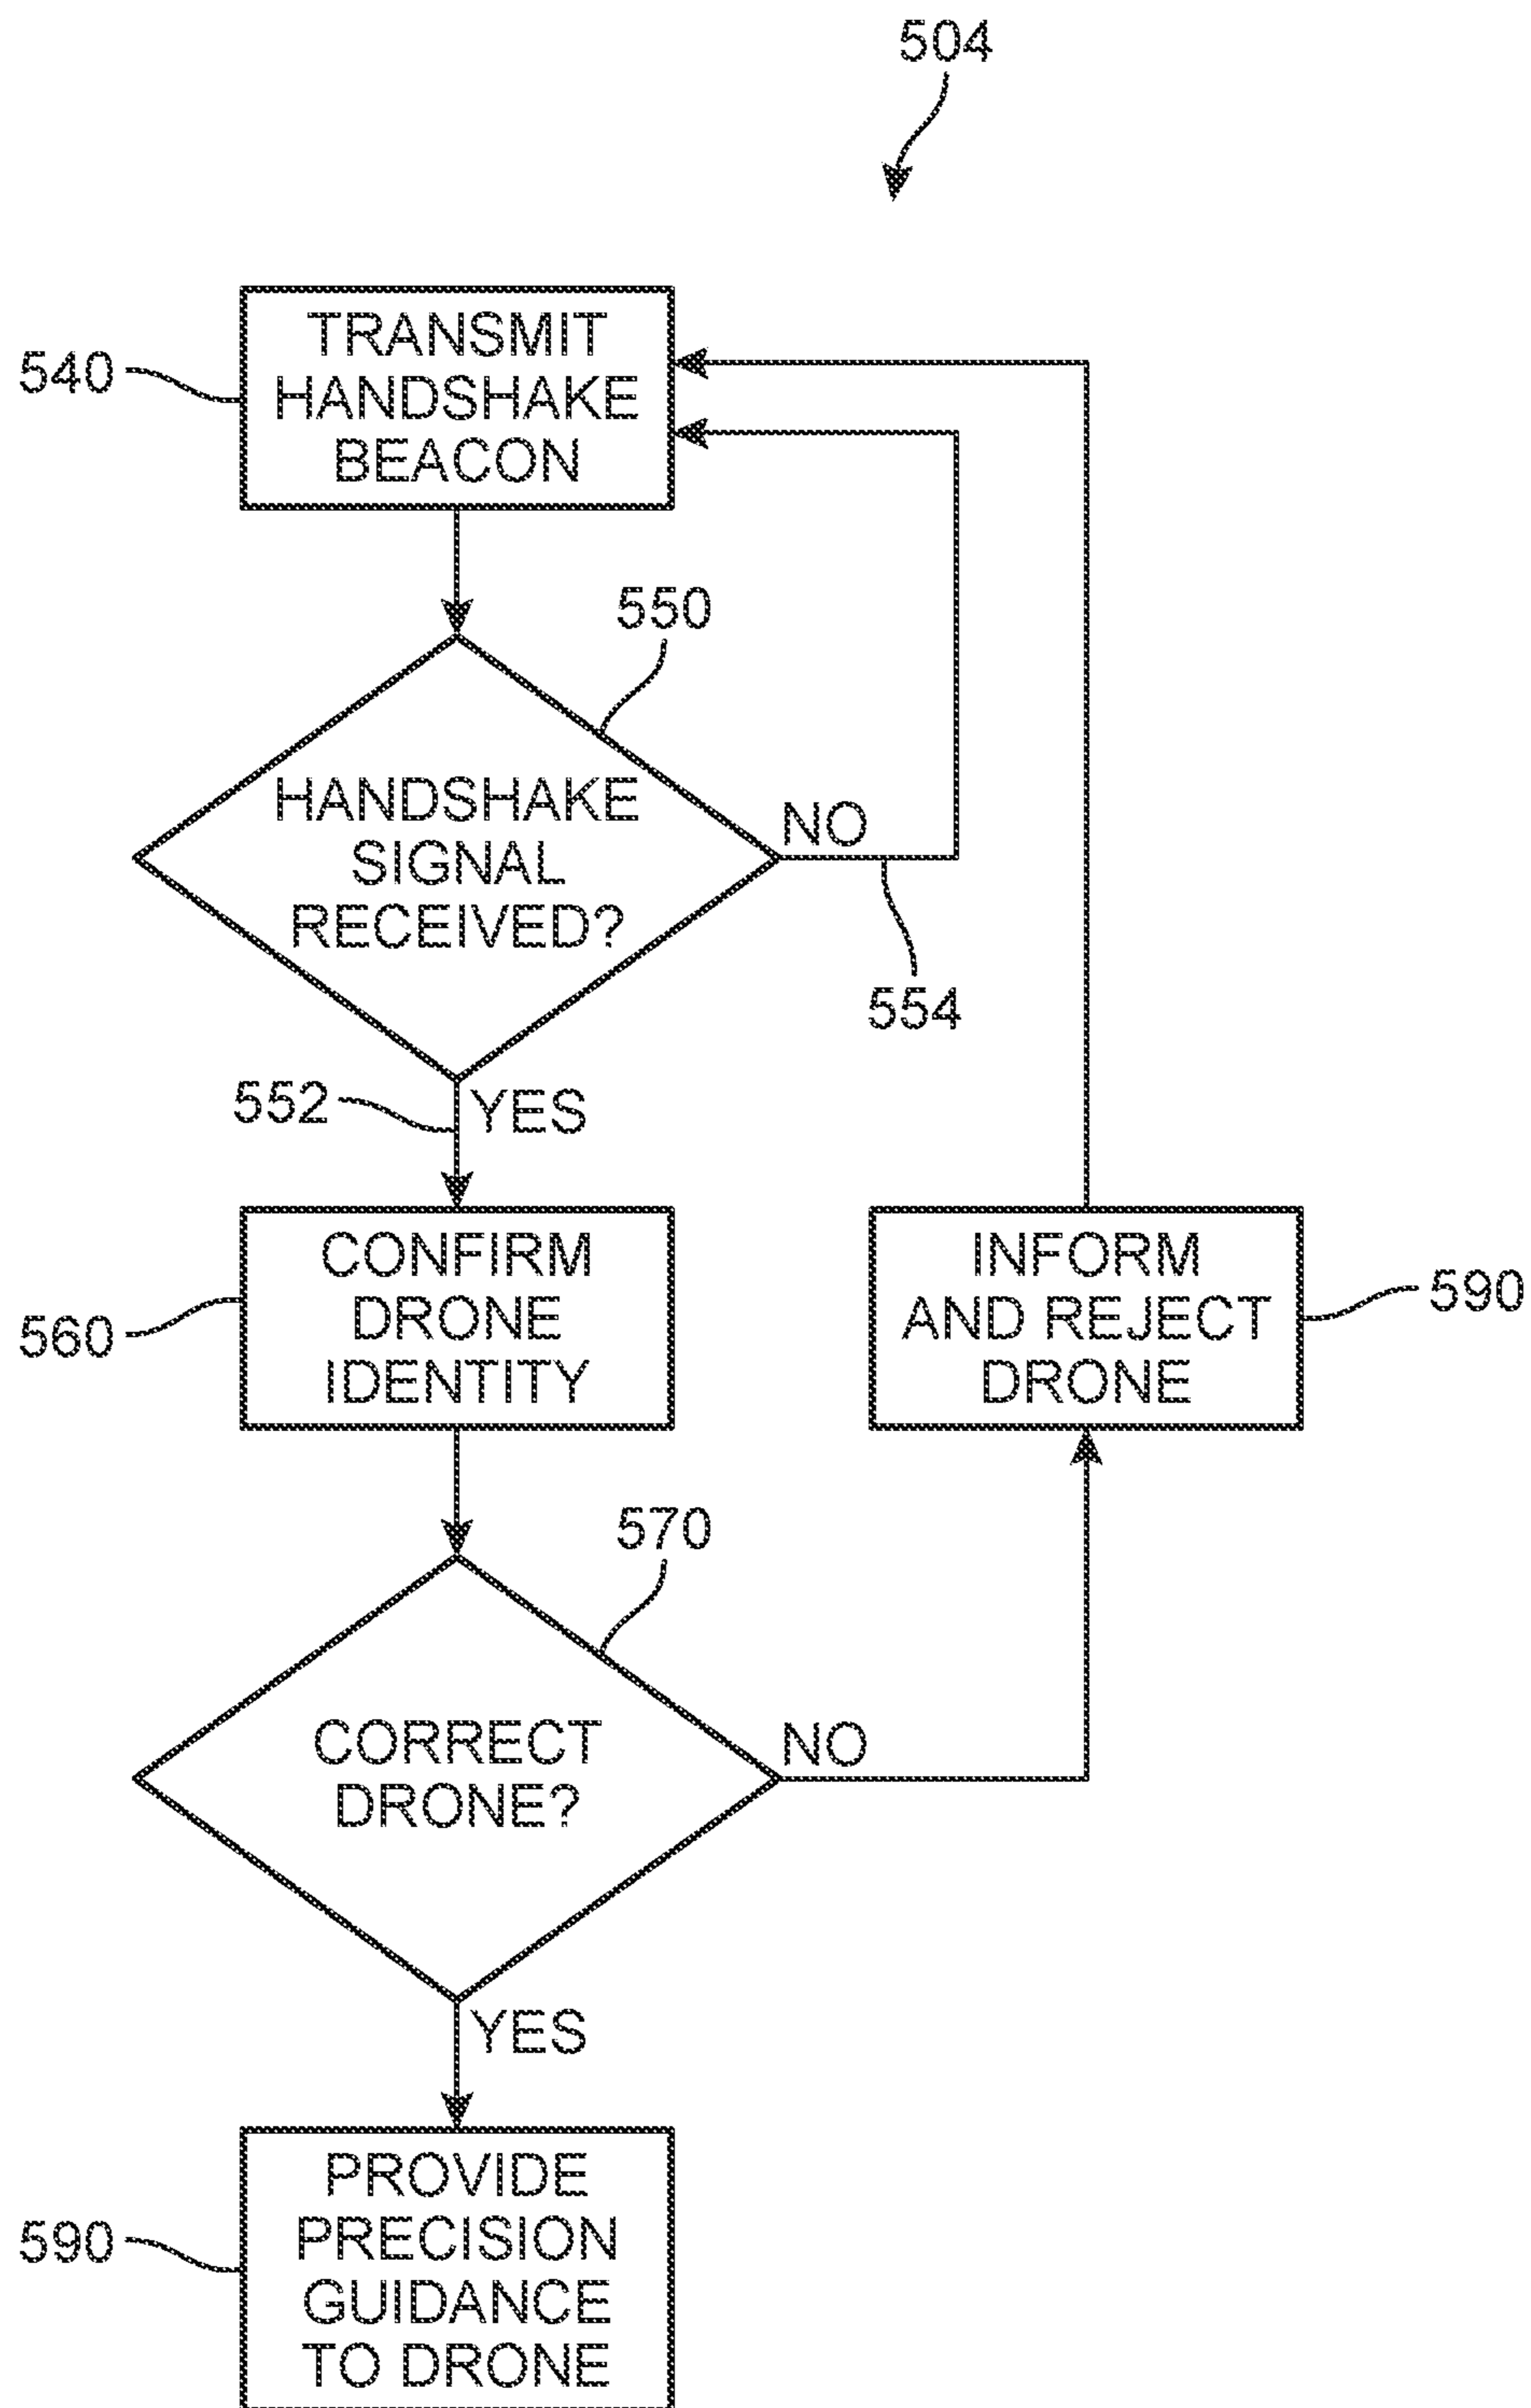 504
540
TRANSMIT
HANDSHAKE
BEACON
550
HANDSHAKE
SIGNAL
RECEIVED?
NO
554
552
YES
560
CONFIRM
DRONE
IDENTITY
INFORM
AND REJECT
DRONE
590
570
CORRECT
DRONE?
NO
YES
590
PROVIDE
PRECISION
GUIDANCE
TO DRONE